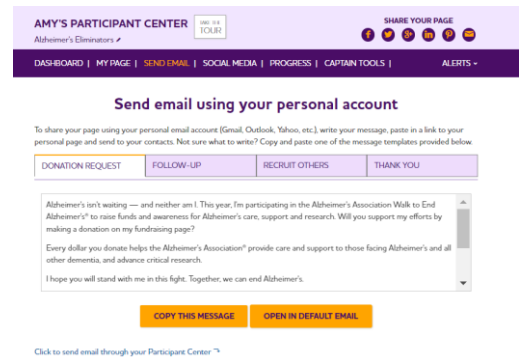 AMY'S PARTICIPANT CENTER
TAKE THE
TOUR
SHARE YOUR PAGE
Alzheimer's Eliminators
DASHBOARD | MY PAGE | SEND EMAIL | SOCIAL MEDIA | PROGRESS | CAPTAIN TOOLS | ALERTS
Send email using your personal account
To share your page using your personal email account (Gmail, Outlook, Yahoo, etc.), write your message, paste in a link to your
personal page and send to your contacts. Not sure what to write? Copy and paste one of the message templates provided below.
DONATION REQUEST
FOLLOW-UP
RECRUIT OTHERS
THANK YOU
Alzheimer's isn't waiting — and neither am I. This year, I'm participating in the Alzheimer's Association Walk to End
Alzheimer's® to raise funds and awareness for Alzheimer's care, support and research. Will you support my efforts by
making a donation on my fundraising page?
Every dollar you donate helps the Alzheimer's Association® provide care and support to those facing Alzheimer's and all
other dementia, and advance critical research.
I hope you will stand with me in this fight. Together, we can end Alzheimer's.
COPY THIS MESSAGE
OPEN IN DEFAULT EMAIL
Click to send email through your Participant Center